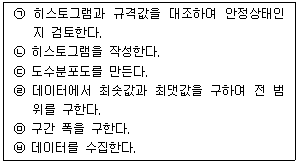 ㉠ 히스토그램과 규격값을 대조하여 안정상태인
지 검토한다.
㉡ 히스토그램을 작성한다.
㉢ 도수분포도를 만든다.
㉣ 데이터에서 최솟값과 최댓값을 구하여 전 범
위를 구한다.
㉤ 구간 폭을 구한다.
㉥ 데이터를 수집한다.